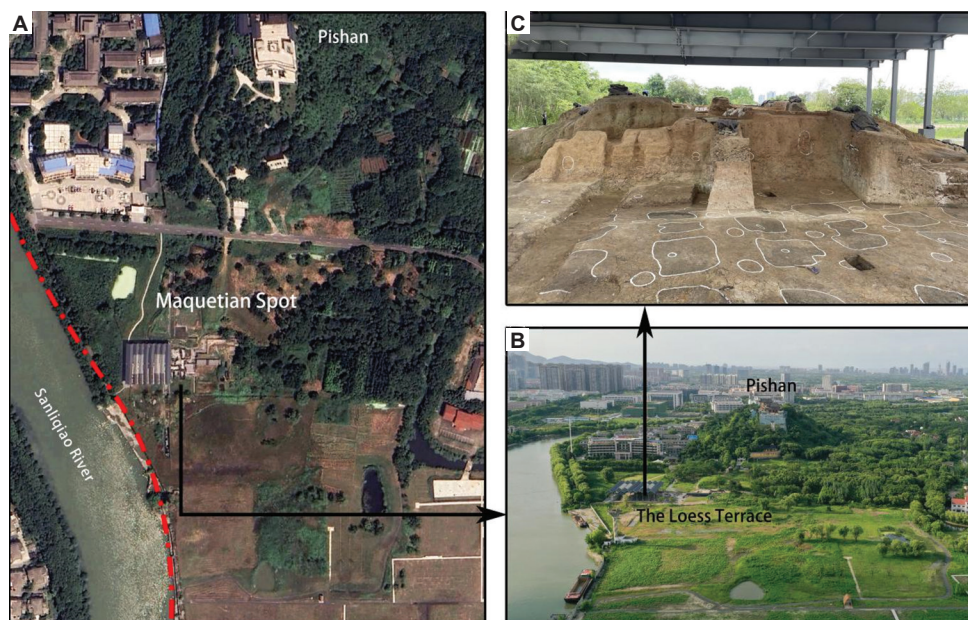 A
Pishan
Maquetian Spot
Sanliqiao River
C
B
Pishan
The Loess Terrace